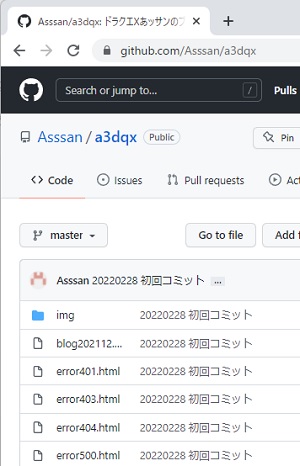 Asssan/a3dqx: ドラクエXあッサンのブ
github.com/Asssan/a3dqx
Search or jump to...
/
Pulls
Asssan / a3dqx
Public
Pin
Code
Issues
Pull requests
master
Go to file
Add f
Asssan 20220228 初回コミット ...
img 20220228 初回コミット
blog202112.... 20220228 初回コミット
error401.html 20220228 初回コミット
error403.html 20220228 初回コミット
error404.html 20220228 初回コミット
error500.html 20220228 初回コミット